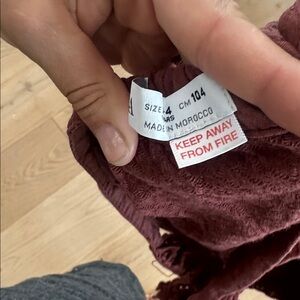 SIZE 4 CM 104
MADE IN MOROCCO
KEEP AWAY
FROM FIRE